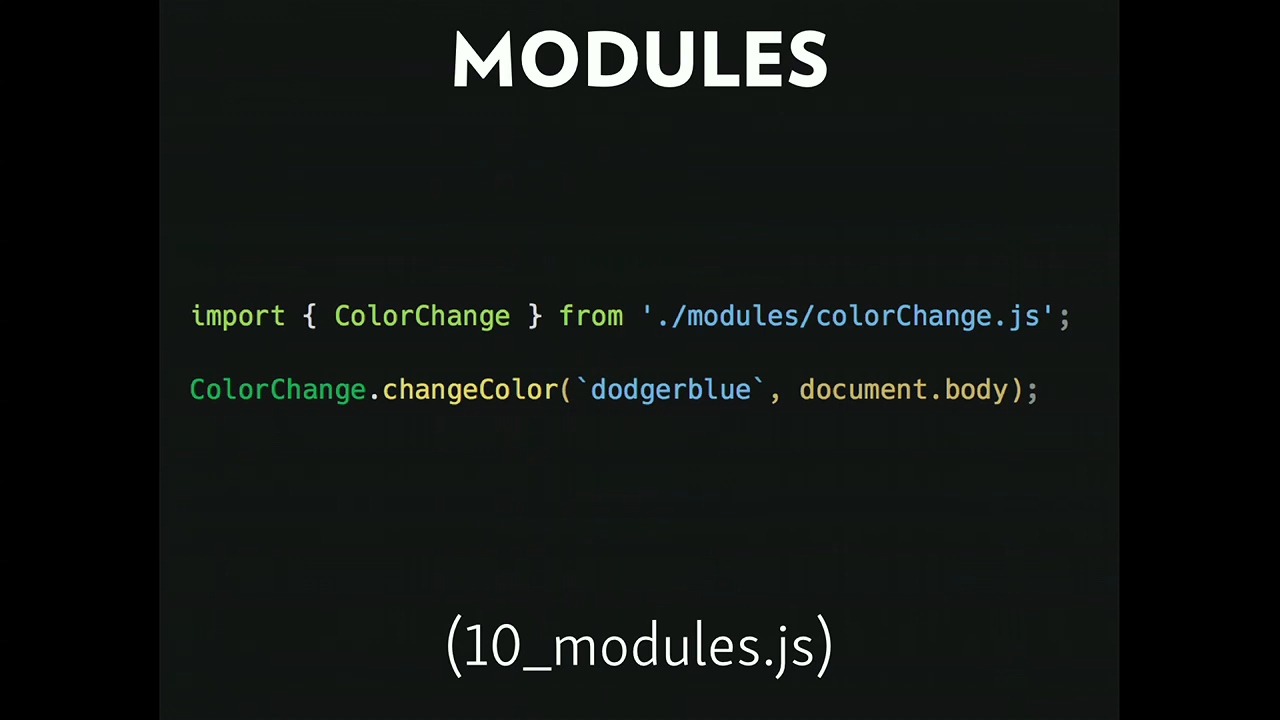 MODULES
import { ColorChange } from './modules/colorChange.js';
ColorChange.changeColor(`dodgerblue`, document.body);
(10_modules.js)